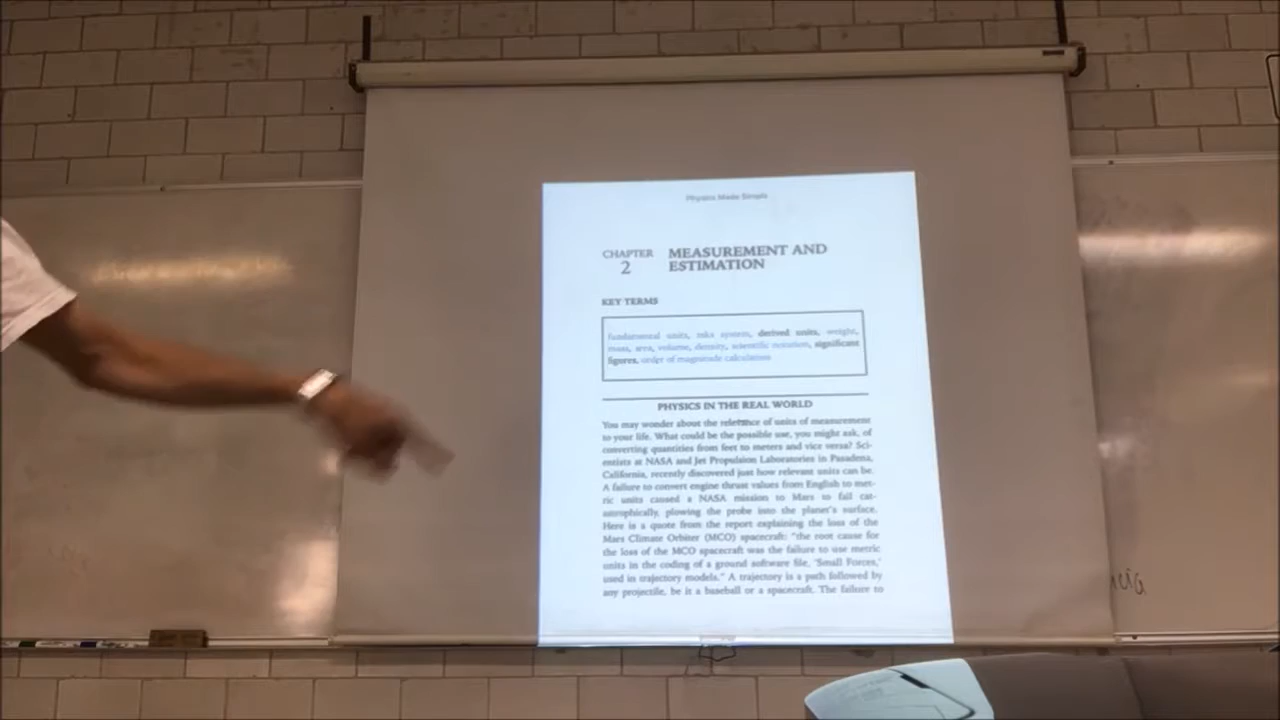 Physics Made Simple
CHAPTER
2
MEASUREMENT AND
ESTIMATION
KEY TERMS
fundamental units, mks system, derived units, weight,
mass, area, volume, density, scientific notation, significant
figures, order of magnitude calculation
PHYSICS IN THE REAL WORLD
You may wonder about the relevance of units of measurement
to your life. What could be the possible use, you might ask, of
converting quantities from feet to meters and vice versa? Sci-
entists at NASA and Jet Propulsion Laboratories in Pasadena,
California, recently discovered just how relevant units can be.
A failure to convert engine thrust values from English to met-
ric units caused a NASA mission to Mars to fail cat-
astrophically, plowing the probe into the planet's surface.
Here is a quote from the report explaining the loss of the
Mars Climate Orbiter (MCO) spacecraft: "the root cause for
the loss of the MCO spacecraft was the failure to use metric
units in the coding of a ground software file, 'Small Forces,'
used in trajectory models." A trajectory is a path followed by
any projectile, be it a baseball or a spacecraft. The failure to